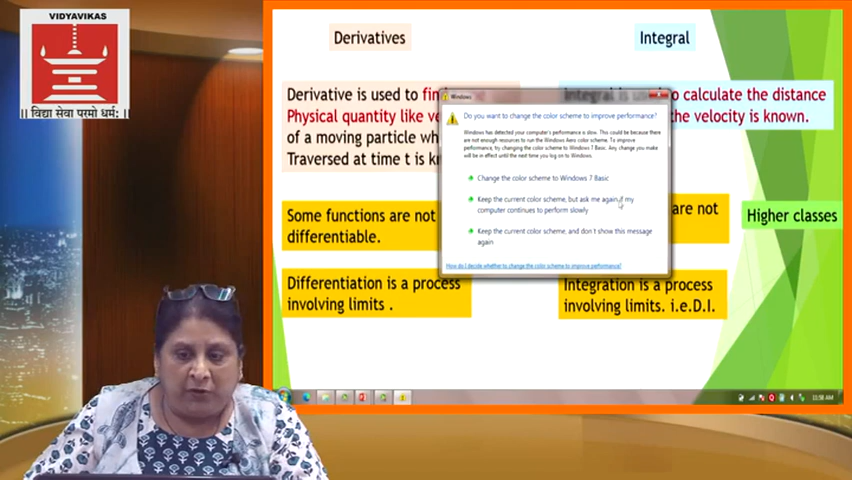 VIDYAVIKAS
|| विद्या सेवा परमो धर्म: ||
Derivatives
Integral
Derivative is used to fin
Physical quantity like ve
of a moving particle wh
Traversed at time t is k
Integral is used to calculate the distance
the velocity is known.
Some functions are not
differentiable.
are not
Higher classes
Differentiation is a process
involving limits .
Integration is a process
involving limits. i.e.D.I.
Windows
Do you want to change the color scheme to improve performance?
Windows has detected your computer's performance is slow. This could be because there
are not enough resources to run the Windows Aero color scheme. To improve
performance, try changing the color scheme to Windows 7 Basic. Any change you make
will be in effect until the next time you log on to Windows
Change the color scheme to Windows 7 Basic
Keep the current color scheme, but ask me again if my
computer continues to perform slowly
Keep the current color scheme, and don't show this message
again
How do I decide whether to change the color scheme to improve performance?
11:58 AM